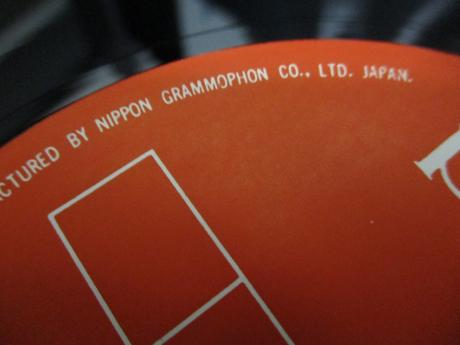 CTURED BY NIPPON GRAMMOPHON CO., LTD. JAPAN.